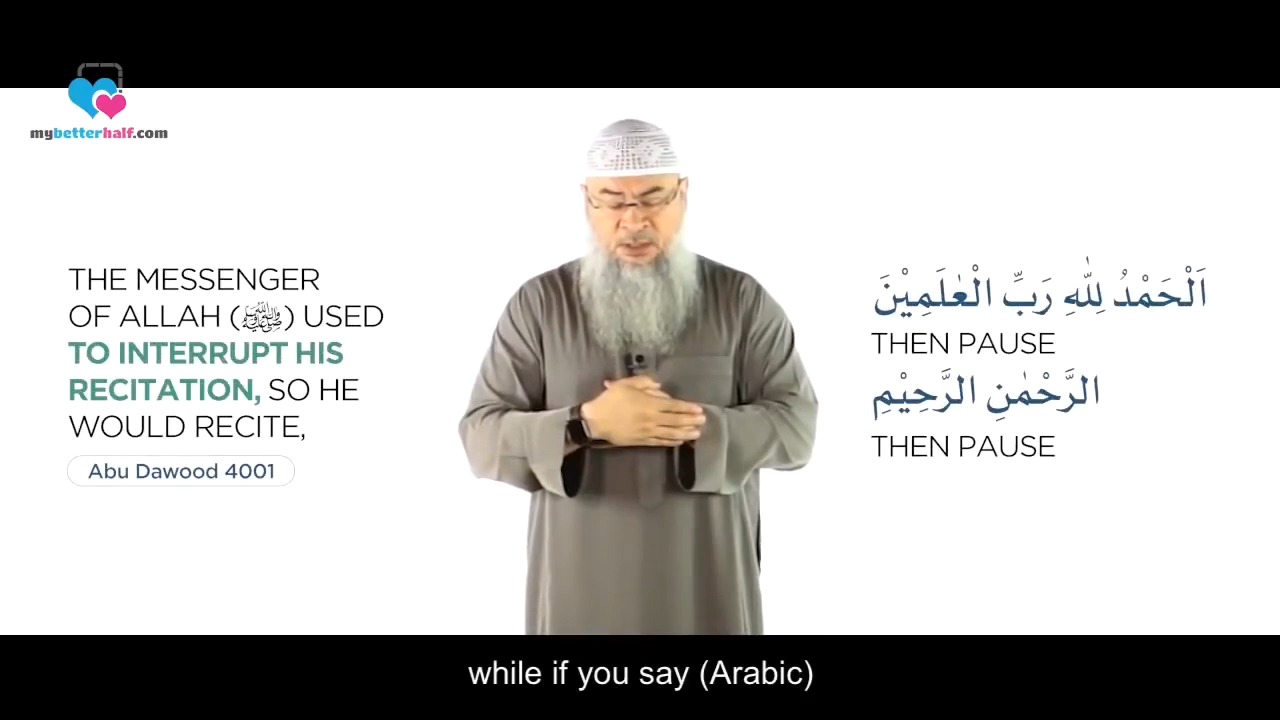 mybetterhalf.com
THE MESSENGER
OF ALLAH (ﷺ) USED
TO INTERRUPT HIS
RECITATION, SO HE
WOULD RECITE,
Abu Dawood 4001
اَلْحَمْدُ لِلّٰهِ رَبِّ الْعٰلَمِيْنَ
THEN PAUSE
الرَّحْمٰنِ الرَّحِيْمِ
THEN PAUSE
while if you say (Arabic)